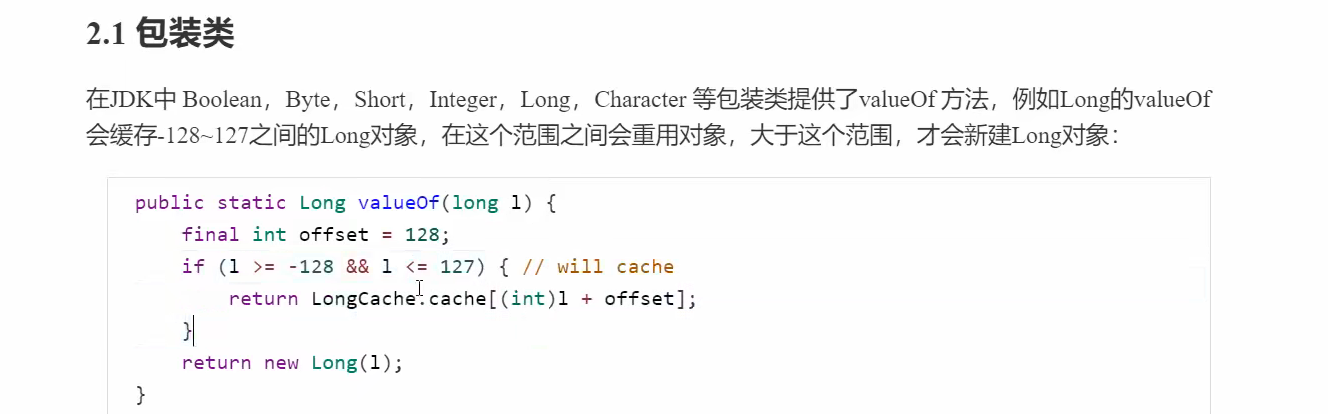 2.1 包装类
在JDK中 Boolean，Byte，Short，Integer，Long，Character 等包装类提供了valueOf 方法，例如Long的valueOf
会缓存-128~127之间的Long对象，在这个范围之间会重用对象，大于这个范围，才会新建Long对象：
public static Long valueOf(long l) {
    final int offset = 128;
    if (l >= -128 && l <= 127) { // will cache
        return LongCache.cache[(int)l + offset];
    }
    return new Long(l);
}